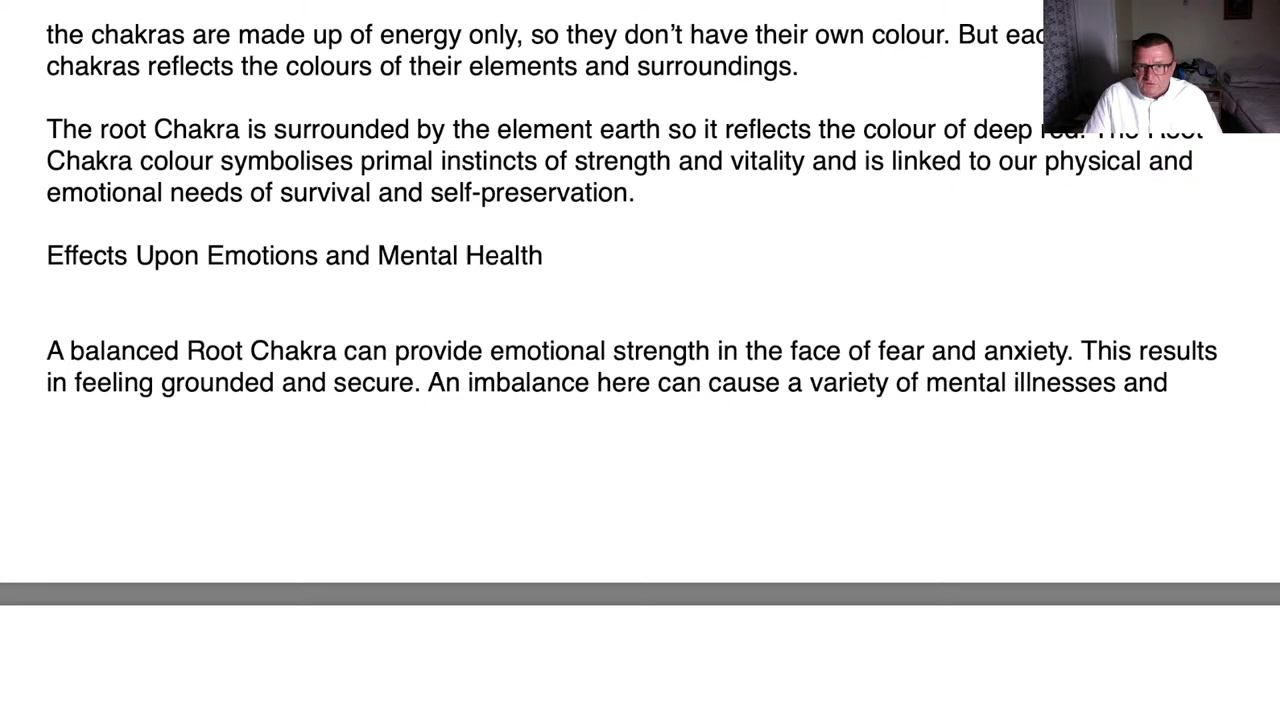 the chakras are made up of energy only, so they don’t have their own colour. But
chakras reflects the colours of their elements and surroundings.
The root Chakra is surrounded by the element earth so it reflects the colour of deep
Chakra colour symbolises primal instincts of strength and vitality and is linked to our physical and
emotional needs of survival and self-preservation.
Effects Upon Emotions and Mental Health
A balanced Root Chakra can provide emotional strength in the face of fear and anxiety. This results
in feeling grounded and secure. An imbalance here can cause a variety of mental illnesses and